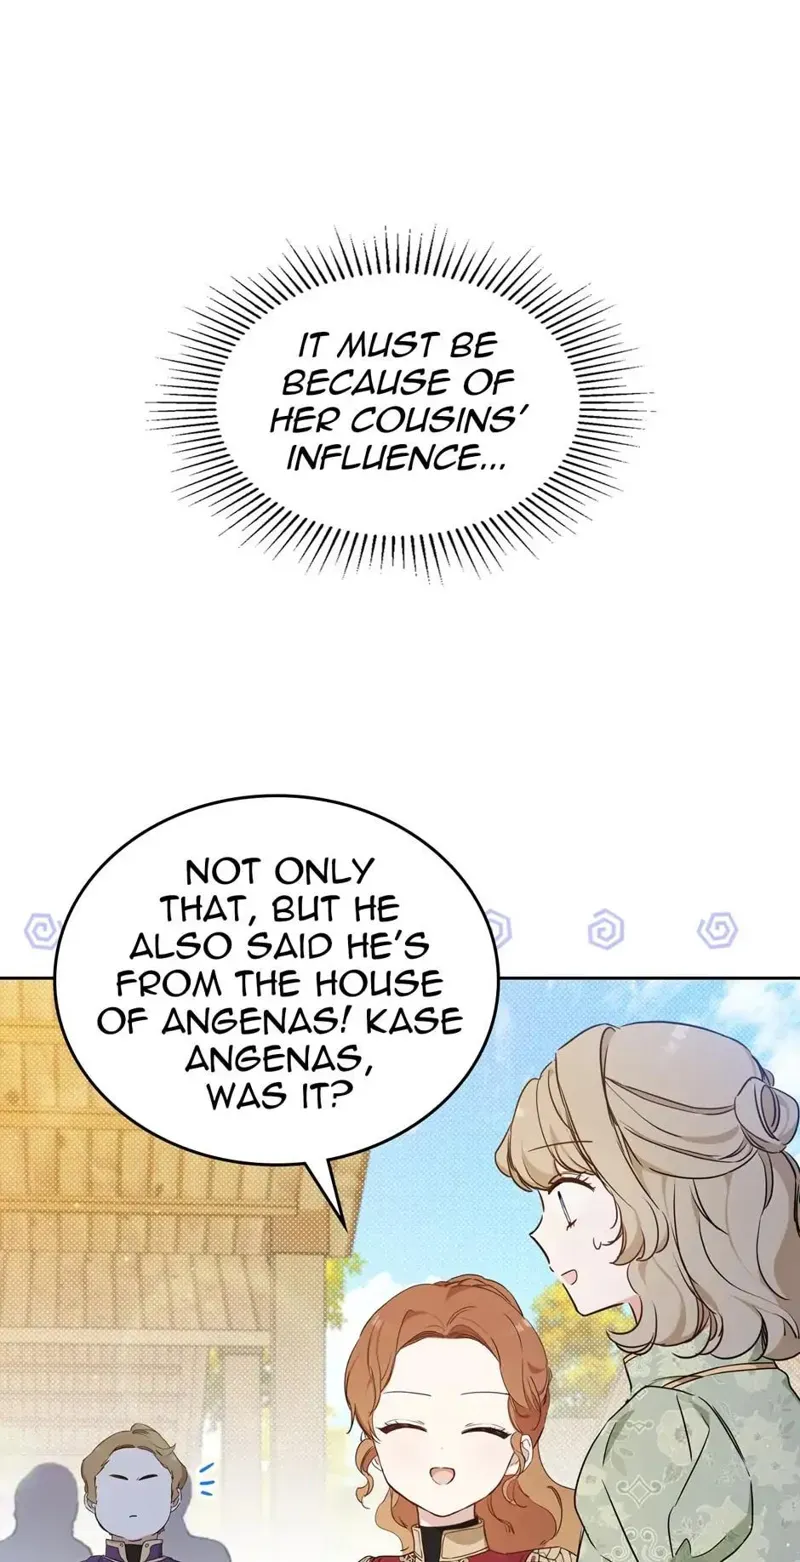 IT MUST BE
BECAUSE OF
HER COUSINS'
INFLUENCE...
NOT ONLY
THAT, BUT HE
ALSO SAID HE'S
FROM THE HOUSE
OF ANGENAS! KASE
ANGENAS,
WAS IT?